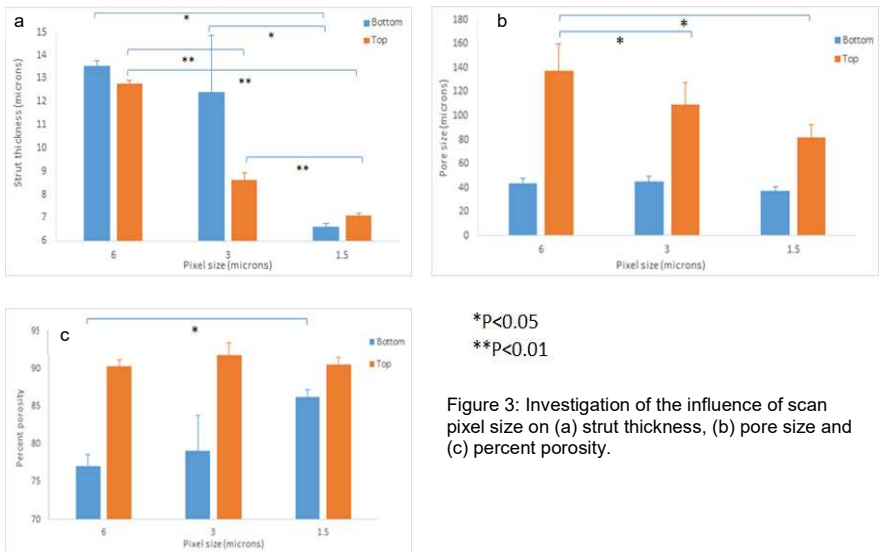 a
*
*
**
**
**
Bottom
Top
15
14
13
12
11
10
9
8
7
6
Strut thickness (microns)
6
3
1.5
Pixel size (microns)
b
*
*
Bottom
Top
180
160
140
120
100
80
60
40
20
0
Pore size (microns)
6
3
1.5
Pixel size (microns)
c
*
Bottom
Top
95
90
85
80
75
70
Percent porosity
6
3
1.5
Pixel size (microns)
*P<0.05
**P<0.01
Figure 3: Investigation of the influence of scan
pixel size on (a) strut thickness, (b) pore size and
(c) percent porosity.